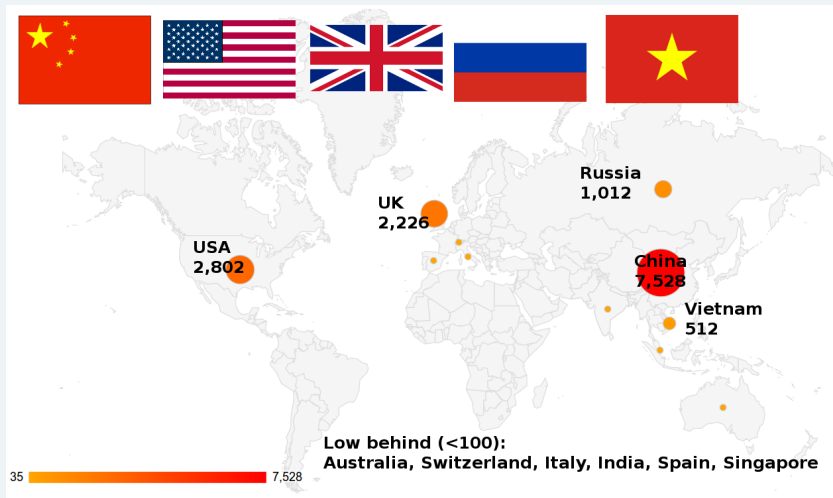 Russia
1,012
UK
2,226
USA
2,802
China
7,528
Vietnam
512
Low behind (<100):
Australia, Switzerland, Italy, India, Spain, Singapore
35
7,528